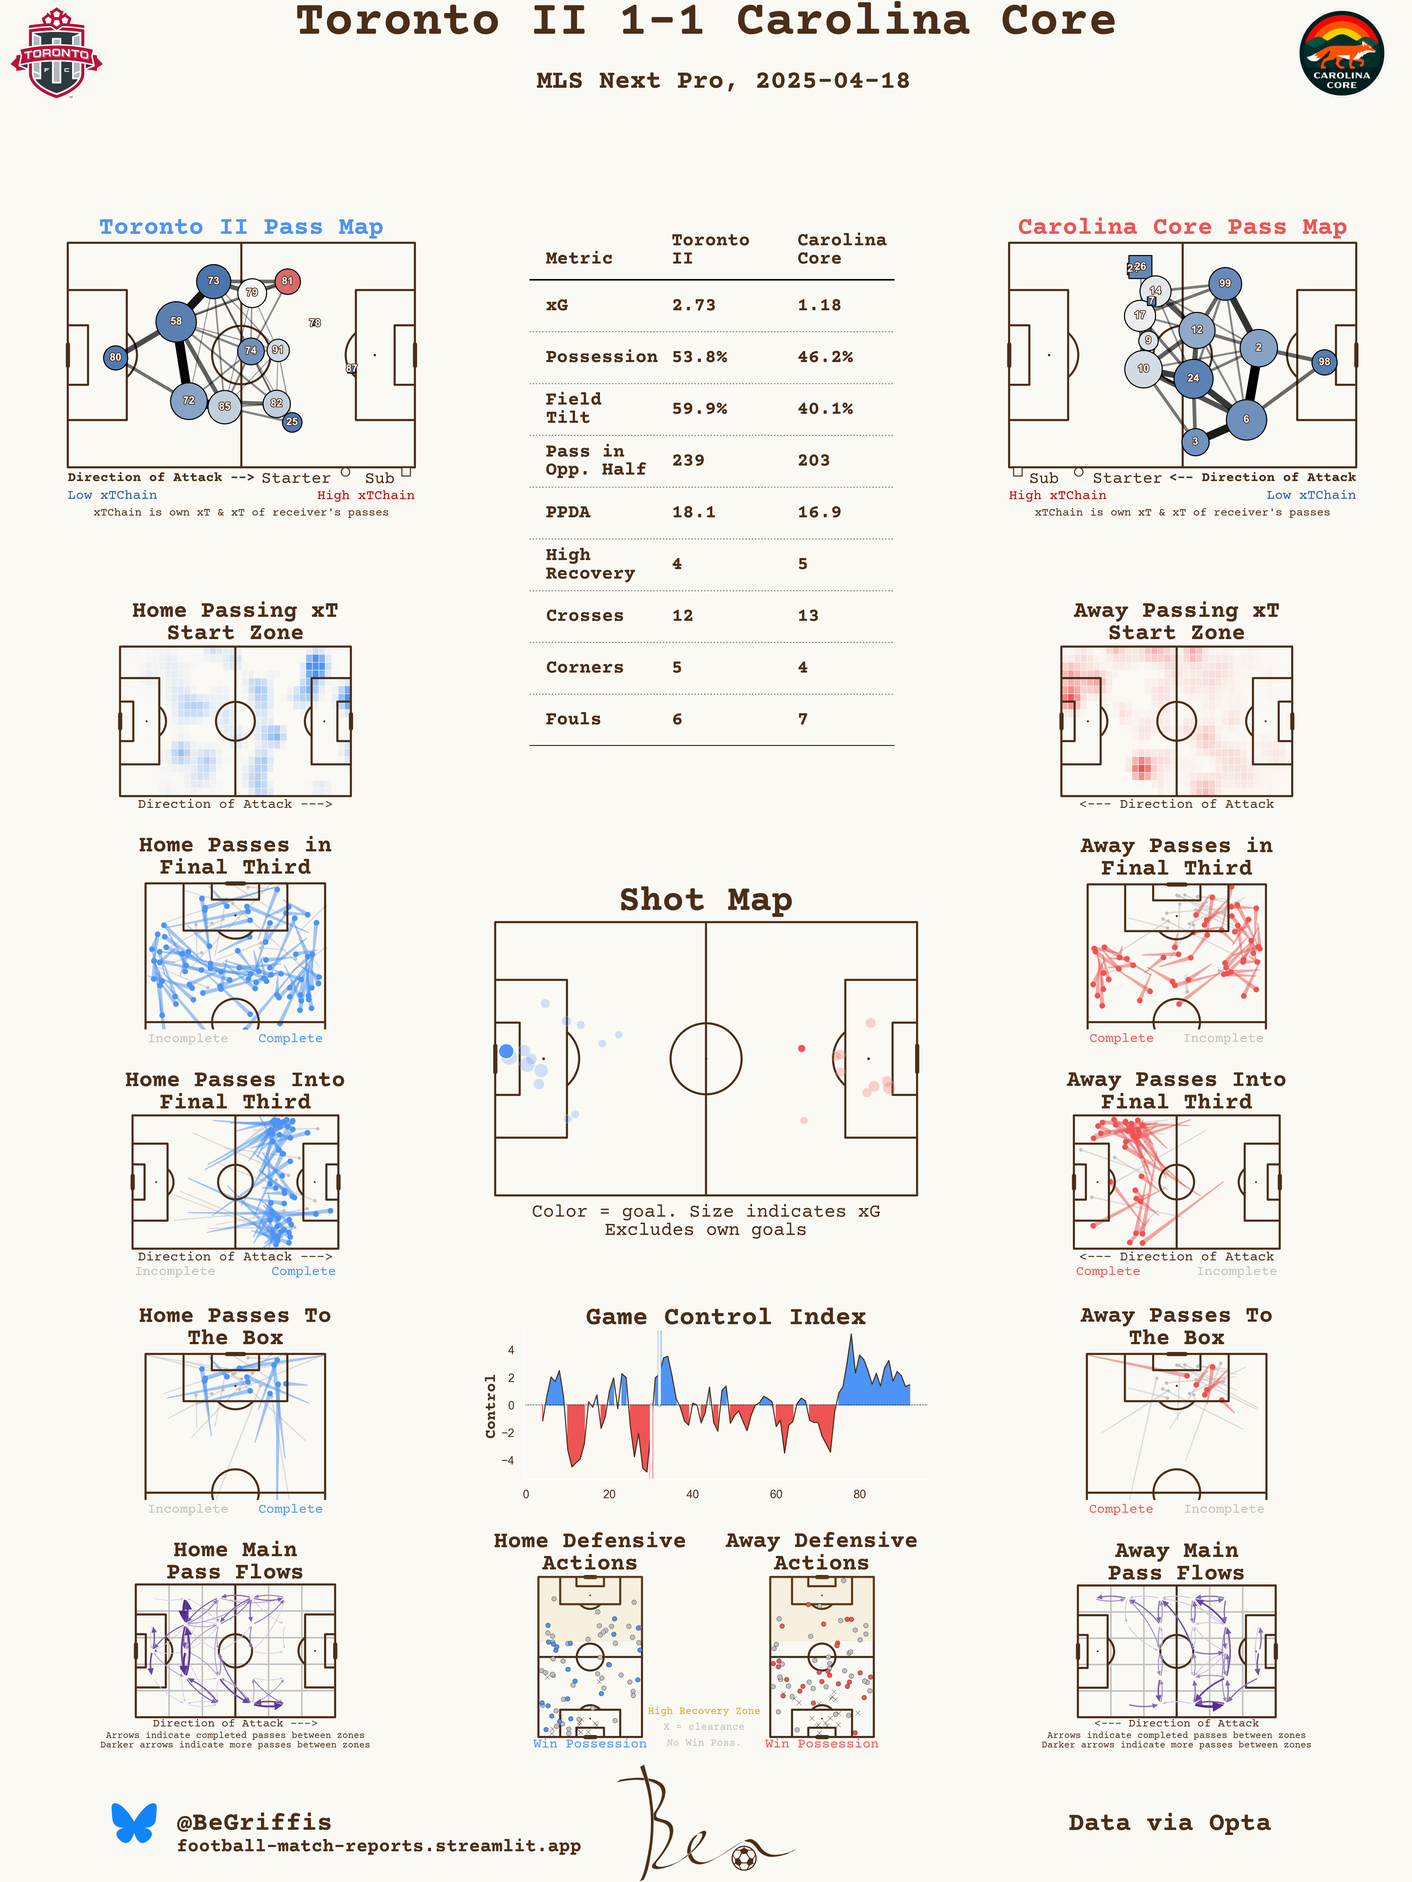 Toronto II 1-1 Carolina Core
MLS Next Pro, 2025-04-18
TORONTO
F C
CAROLINA
CORE
Toronto II Pass Map
73
81
79
58
78
80
74
91
87
72
85
82
25
Direction of Attack --> Starter Sub
Low xTChain High xTChain
xTChain is own xT & xT of receiver's passes
Metric Toronto II Carolina Core
xG 2.73 1.18
Possession 53.8% 46.2%
Field Tilt 59.9% 40.1%
Pass in Opp. Half 239 203
PPDA 18.1 16.9
High Recovery 4 5
Crosses 12 13
Corners 5 4
Fouls 6 7
Carolina Core Pass Map
26
14
99
7
17
12
9
2
10
24
98
6
3
Sub Starter <-- Direction of Attack
High xTChain Low xTChain
xTChain is own xT & xT of receiver's passes
Home Passing xT
Start Zone
Direction of Attack --->
Away Passing xT
Start Zone
<--- Direction of Attack
Home Passes in
Final Third
Incomplete Complete
Away Passes in
Final Third
Complete Incomplete
Shot Map
Color = goal. Size indicates xG
Excludes own goals
Home Passes Into
Final Third
Direction of Attack --->
Incomplete Complete
Away Passes Into
Final Third
<--- Direction of Attack
Complete Incomplete
Home Passes To
The Box
Incomplete Complete
Game Control Index
Control
4
2
0
−2
−4
0 20 40 60 80
Away Passes To
The Box
Complete Incomplete
Home Main
Pass Flows
Direction of Attack --->
Arrows indicate completed passes between zones
Darker arrows indicate more passes between zones
Home Defensive
Actions
Win Possession
Away Defensive
Actions
Win Possession
High Recovery Zone
X = clearance
No Win Poss.
Away Main
Pass Flows
<--- Direction of Attack
Arrows indicate completed passes between zones
Darker arrows indicate more passes between zones
@BeGriffis
football-match-reports.streamlit.app
Ben
Data via Opta